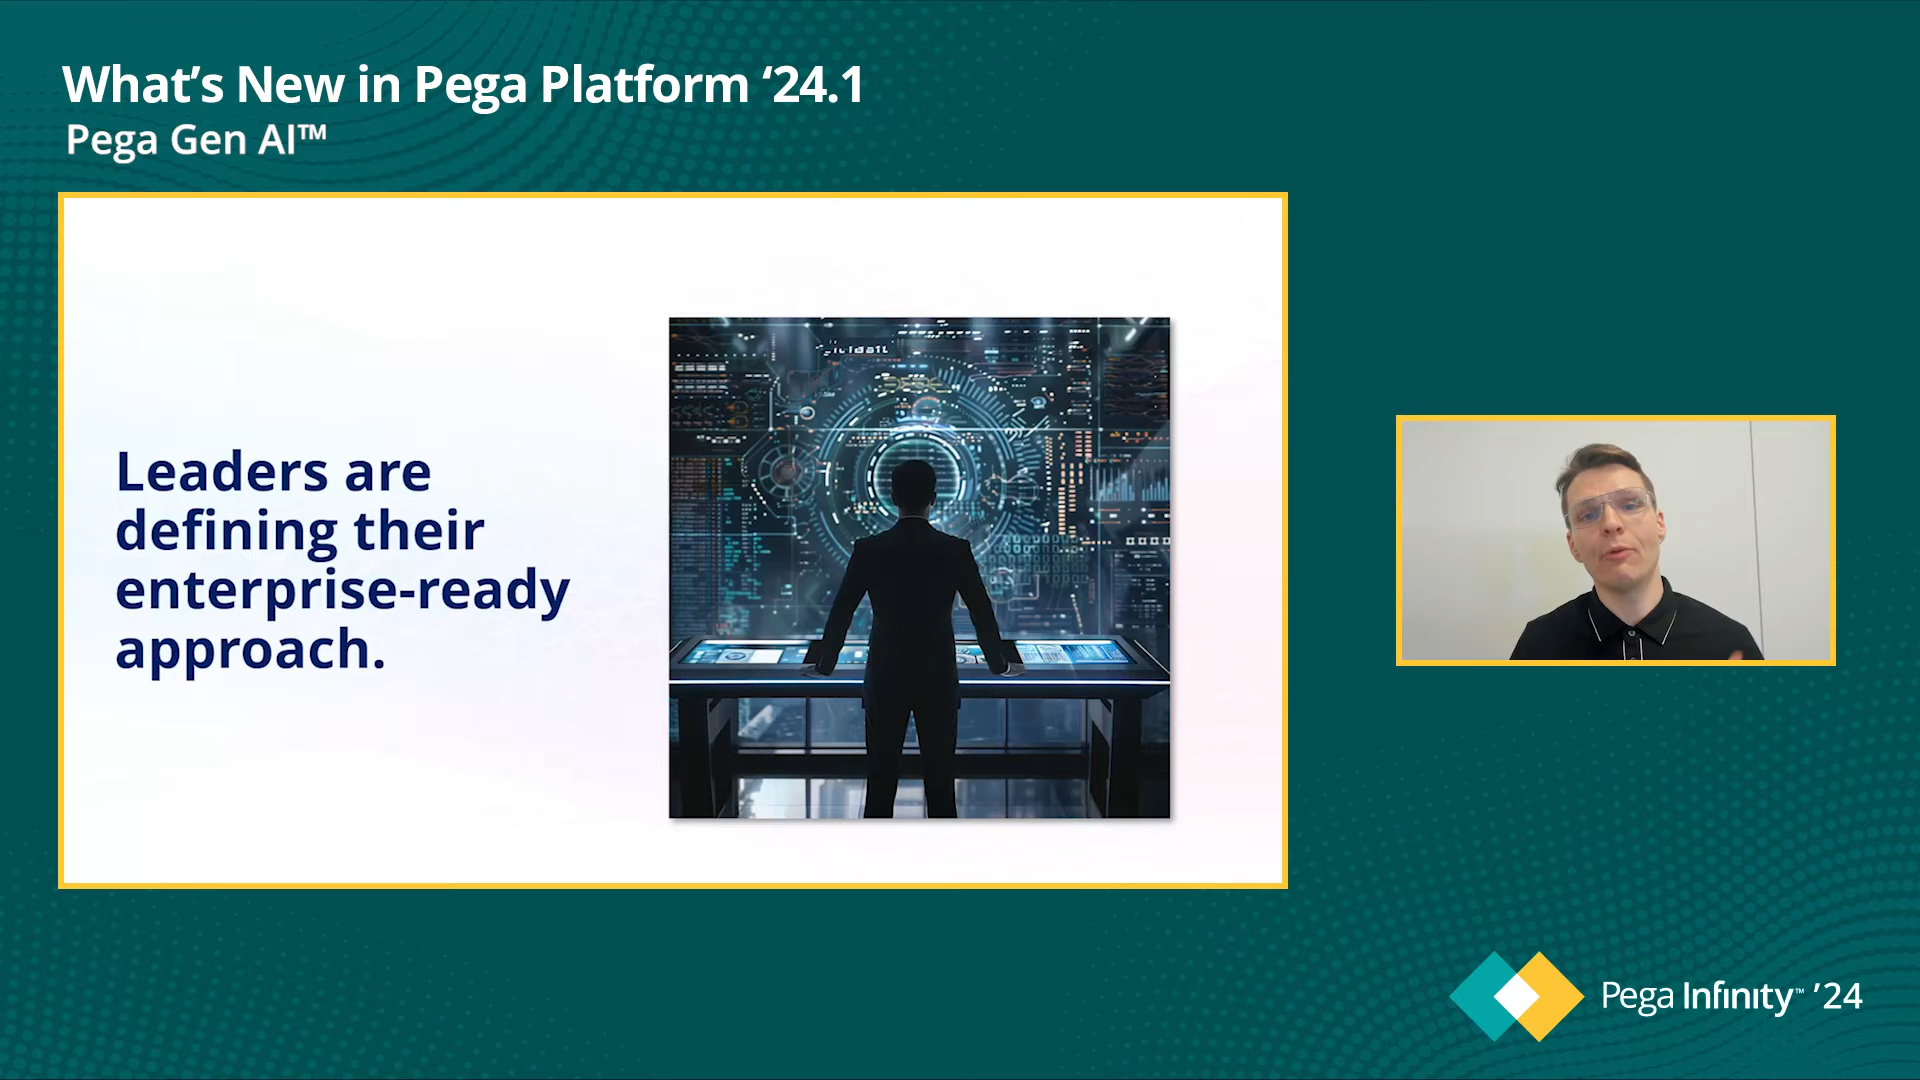 What’s New in Pega Platform ‘24.1
Pega Gen AI™
Leaders are
defining their
enterprise-ready
approach.
Pega Infinity™ ’24